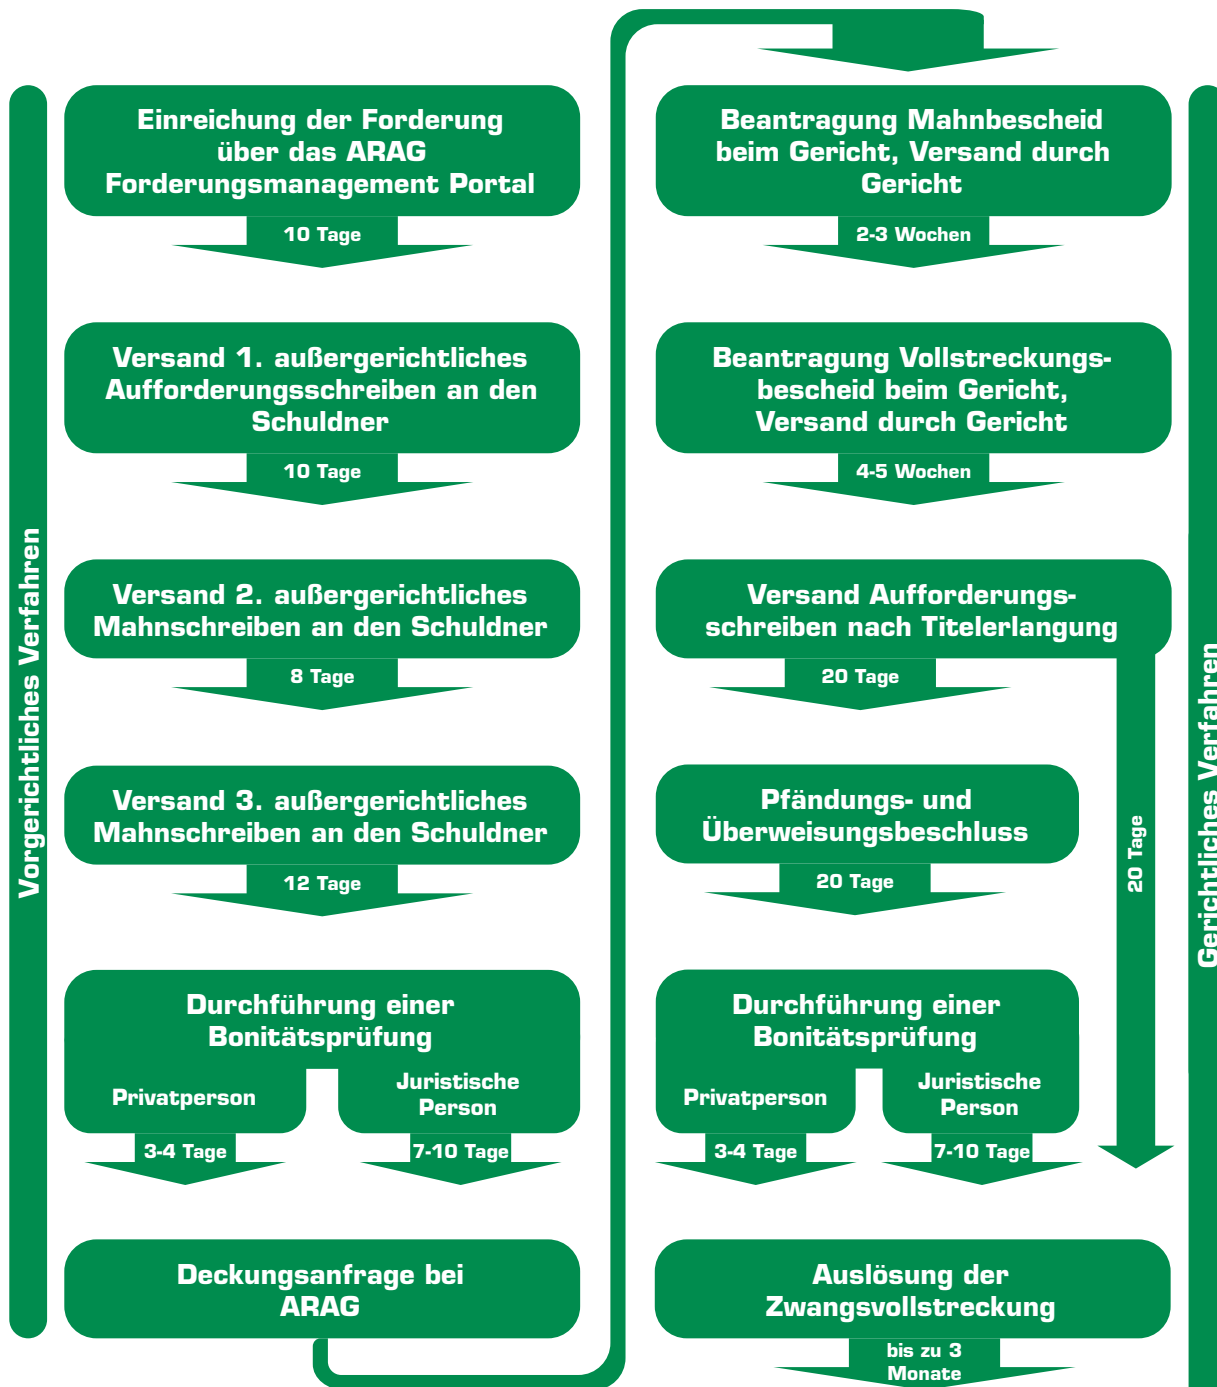 Vorgerichtliches Verfahren
Einreichung der Forderung
über das ARAG
Forderungsmanagement Portal
10 Tage
Versand 1. außergerichtliches
Aufforderungsschreiben an den
Schuldner
10 Tage
Versand 2. außergerichtliches
Mahnschreiben an den Schuldner
8 Tage
Versand 3. außergerichtliches
Mahnschreiben an den Schuldner
12 Tage
Durchführung einer
Bonitätsprüfung
Privatperson
3-4 Tage
Juristische
Person
7-10 Tage
Deckungsanfrage bei
ARAG
Beantragung Mahnbescheid
beim Gericht, Versand durch
Gericht
2-3 Wochen
Beantragung Vollstreckungs-
bescheid beim Gericht,
Versand durch Gericht
4-5 Wochen
Versand Aufforderungs-
schreiben nach Titelerlangung
20 Tage
Pfändungs- und
Überweisungsbeschluss
20 Tage
Durchführung einer
Bonitätsprüfung
Privatperson
3-4 Tage
Juristische
Person
7-10 Tage
20 Tage
Auslösung der
Zwangsvollstreckung
bis zu 3
Monate
Gerichtliches Verfahren